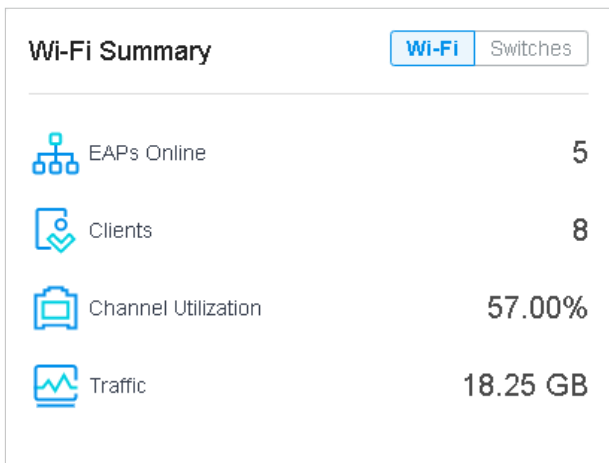 Wi-Fi Summary Wi-Fi Switches
EAPs Online 5
Clients 8
Channel Utilization 57.00%
Traffic 18.25 GB